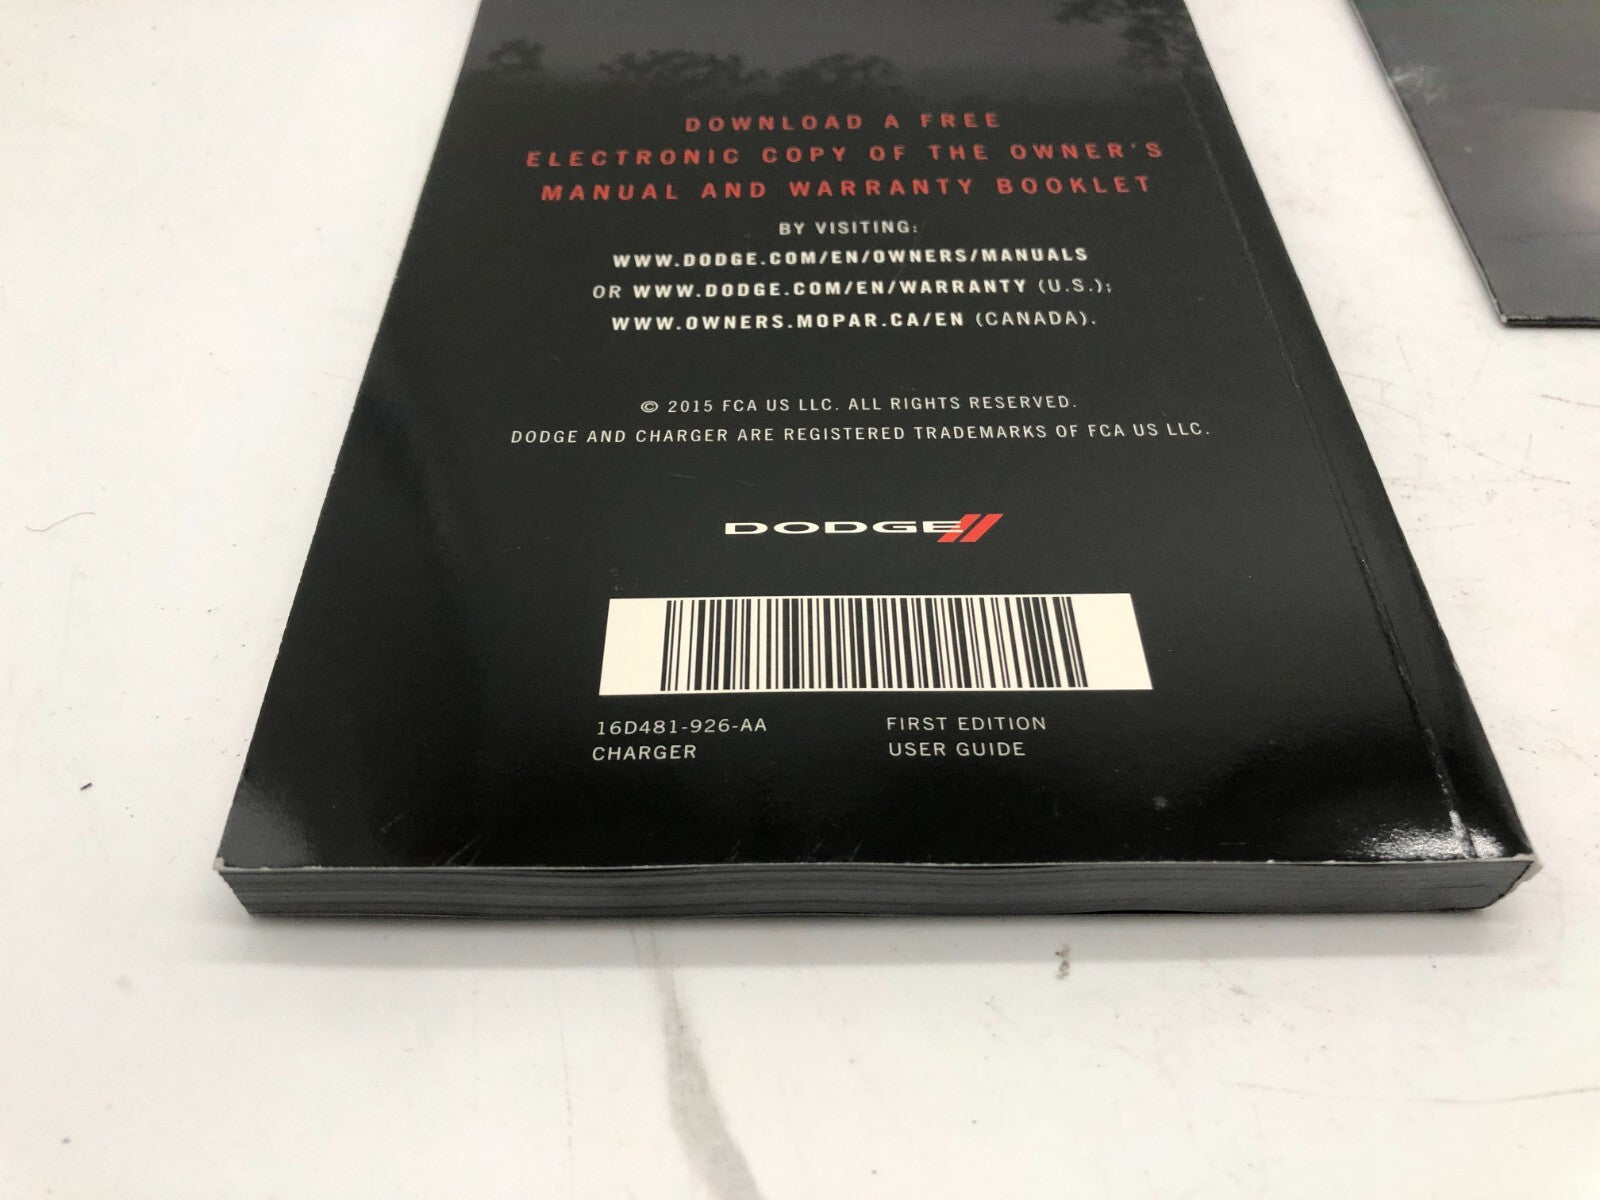 DOWNLOAD A FREE
ELECTRONIC COPY OF THE OWNER'S
MANUAL AND WARRANTY BOOKLET
BY VISITING:
WWW.DODGE.COM/EN/OWNERS/MANUALS
OR WWW.DODGE.COM/EN/WARRANTY (U.S.);
WWW.OWNERS.MOPAR.CA/EN (CANADA).
© 2015 FCA US LLC. ALL RIGHTS RESERVED.
DODGE AND CHARGER ARE REGISTERED TRADEMARKS OF FCA US LLC.
DODGE
16D481-926-AA FIRST EDITION
CHARGER USER GUIDE